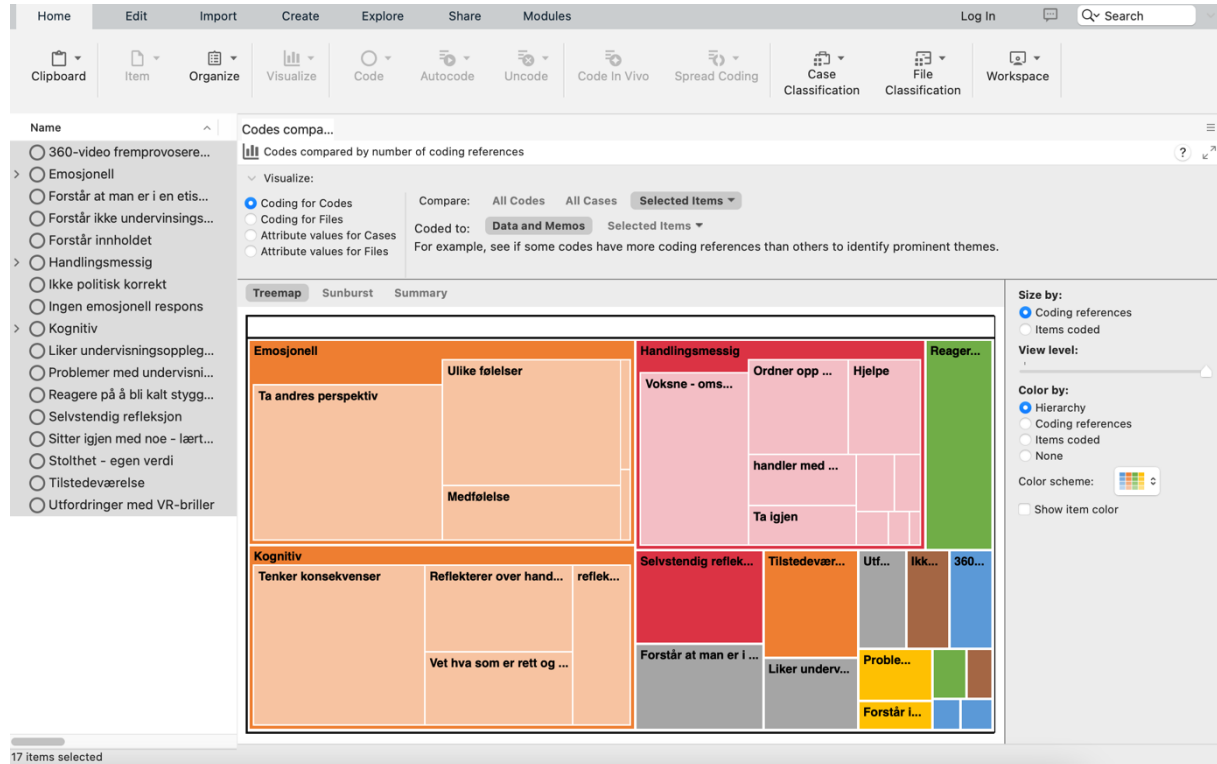 Home Edit Import Create Explore Share Modules Log In Search
Clipboard Item Organize Visualize Code Autocode Uncode Code In Vivo Spread Coding Case Classification File Classification Workspace
Name
360-video fremprovosere...
Emosjonell
Forstår at man er i en etis...
Forstår ikke undervinsings...
Forstår innholdet
Handlingsmessig
Ikke politisk korrekt
Ingen emosjonell respons
Kognitiv
Liker undervisningsoppleg...
Problemer med undervisni...
Reagere på å bli kalt stygg...
Selvstendig refleksjon
Sitter igjen med noe - lært...
Stolthet - egen verdi
Tilstedeværelse
Utfordringer med VR-briller
17 items selected
Codes compa...
Codes compared by number of coding references ?
Visualize:
Coding for Codes
Coding for Files
Attribute values for Cases
Attribute values for Files
Compare: All Codes All Cases Selected Items
Coded to: Data and Memos Selected Items
For example, see if some codes have more coding references than others to identify prominent themes.
Treemap Sunburst Summary
Emosjonell
Ta andres perspektiv
Ulike følelser
Medfølelse
Handlingsmessig
Voksne - oms...
Ordner opp ...
Hjelpe
handler med ...
Ta igjen
Reager...
Kognitiv
Tenker konsekvenser
Reflekterer over hand...
reflek...
Vet hva som er rett og ...
Selvstendig reflek...
Tilstedevær...
Utf...
Ikk...
360...
Forstår at man er i ...
Liker underv...
Proble...
Forstår i...
Size by:
Coding references
Items coded
View level:
Color by:
Hierarchy
Coding references
Items coded
None
Color scheme:
Show item color